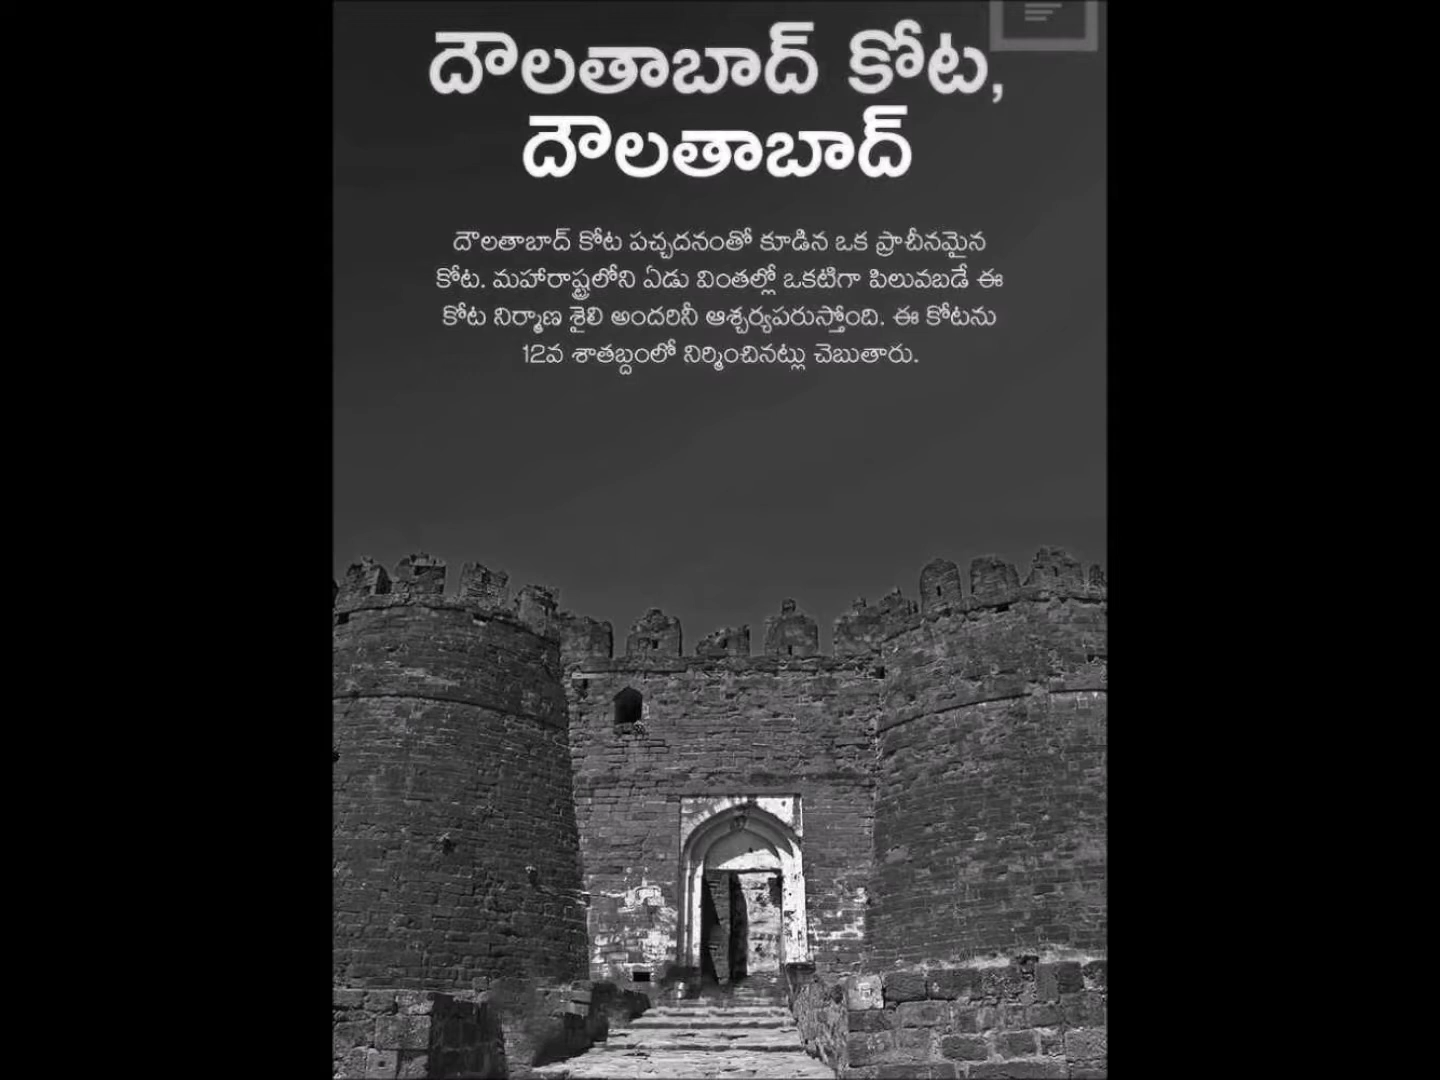 దౌలతాబాద్ కోట,
దౌలతాబాద్
దౌలతాబాద్ కోట పచ్చదనంతో కూడిన ఒక ప్రాచీనమైన
కోట. మహారాష్ట్రలోని ఏడు వింతల్లో ఒకటిగా పిలువబడే ఈ
కోట నిర్మాణ శైలి అందరినీ ఆశ్చర్యపరుస్తోంది. ఈ కోటను
12వ శాతబ్దంలో నిర్మించినట్లు చెబుతారు.